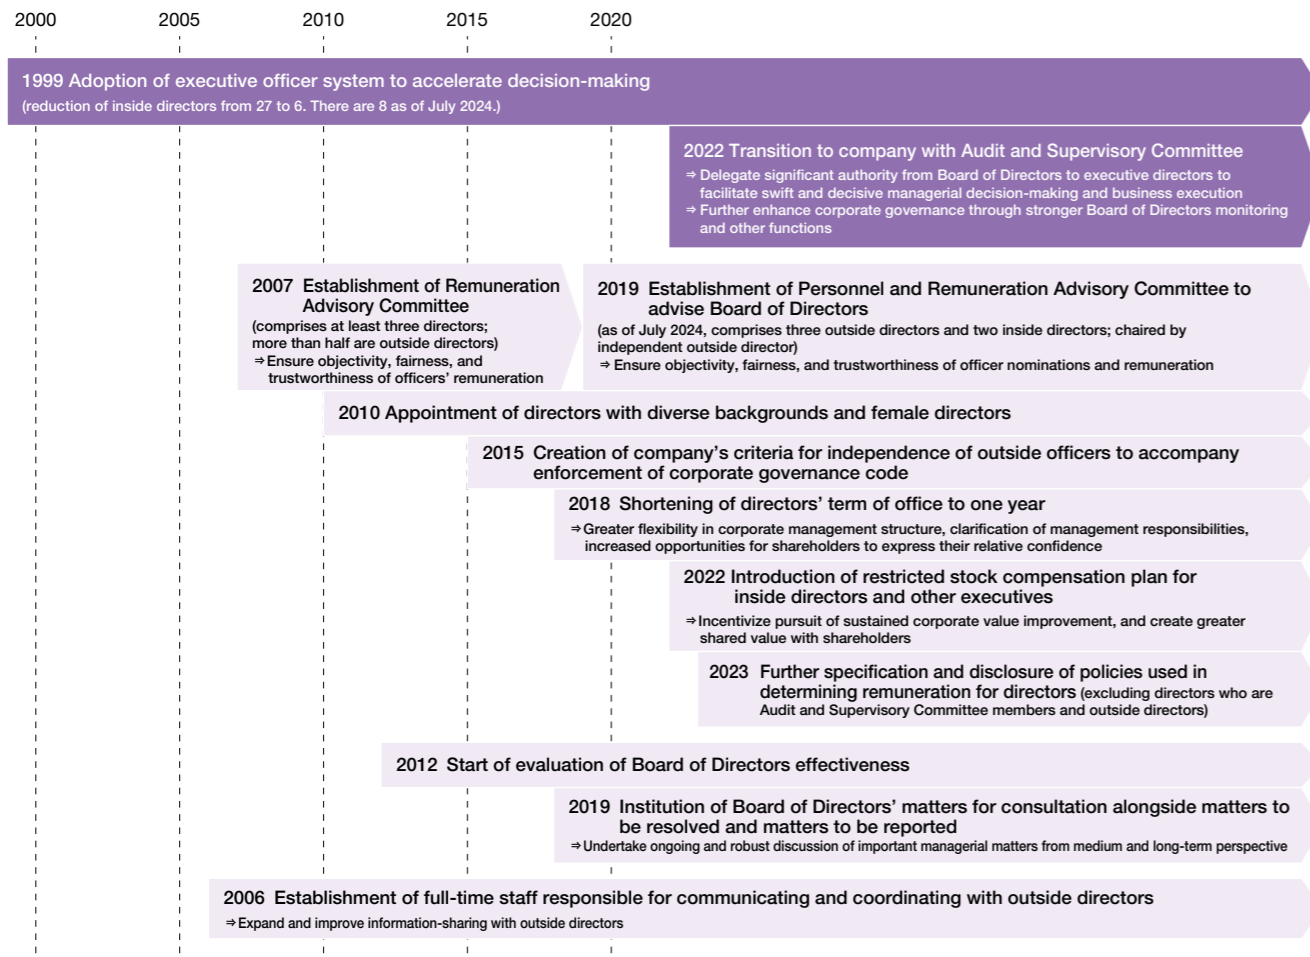 2000 2005 2010 2015 2020
1999 Adoption of executive officer system to accelerate decision-making
(reduction of inside directors from 27 to 6. There are 8 as of July 2024.)
2022 Transition to company with Audit and Supervisory Committee
⇒ Delegate significant authority from Board of Directors to executive directors to
facilitate swift and decisive managerial decision-making and business execution
⇒ Further enhance corporate governance through stronger Board of Directors monitoring
and other functions
2007 Establishment of Remuneration
Advisory Committee
(comprises at least three directors;
more than half are outside directors)
⇒ Ensure objectivity, fairness, and
trustworthiness of officers' remuneration
2019 Establishment of Personnel and Remuneration Advisory Committee to
advise Board of Directors
(as of July 2024, comprises three outside directors and two inside directors; chaired by
independent outside director)
⇒ Ensure objectivity, fairness, and trustworthiness of officer nominations and remuneration
2010 Appointment of directors with diverse backgrounds and female directors
2015 Creation of company's criteria for independence of outside officers to accompany
enforcement of corporate governance code
2018 Shortening of directors' term of office to one year
⇒ Greater flexibility in corporate management structure, clarification of management responsibilities,
increased opportunities for shareholders to express their relative confidence
2022 Introduction of restricted stock compensation plan for
inside directors and other executives
⇒ Incentivize pursuit of sustained corporate value improvement, and create greater
shared value with shareholders
2023 Further specification and disclosure of policies used in
determining remuneration for directors (excluding directors who are
Audit and Supervisory Committee members and outside directors)
2012 Start of evaluation of Board of Directors effectiveness
2019 Institution of Board of Directors' matters for consultation alongside matters to
be resolved and matters to be reported
⇒ Undertake ongoing and robust discussion of important managerial matters from medium and long-term perspective
2006 Establishment of full-time staff responsible for communicating and coordinating with outside directors
⇒ Expand and improve information-sharing with outside directors